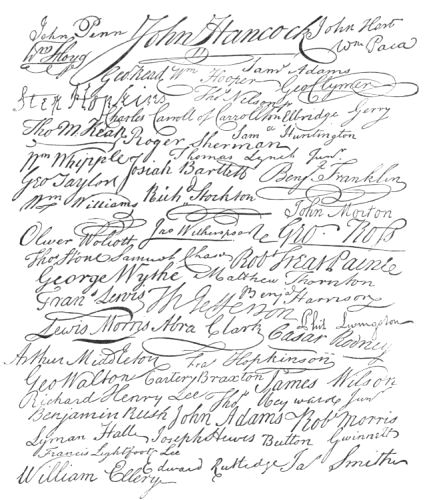 John Penn John Hancock John Hart
Wm Floyd Wm Paca
Geo Read Wm Hooper Saml Adams
Step Hopkins Thos Nelson jr Geo Clymer
Charles Carroll of Carrollton Elbridge Gerry
Thos M:Kean Roger Sherman Saml Huntington
Wm Whipple Thomas Lynch Junr
Josiah Bartlett Benj Franklin
Geo Taylor Richd Stockton
Wm Williams John Morton
Oliver Wolcott Jno Witherspoon Geo. Ross
Thos Stone Samuel Chase Robt Treat Paine
George Wythe Matthew Thornton
Frans Lewis Th Jefferson Benj Harrison
Lewis Morris Abra Clark Phil Livingston
Cæsar Rodney
Arthur Middleton Fras Hopkinson
Geo Walton Carter Braxton James Wilson
Richard Henry Lee Thos Heyward Junr
Benjamin Rush John Adams Robt Morris
Lyman Hall Joseph Hewes Button Gwinnett
Francis Lightfoot Lee
William Ellery Edward Rutledge Jas Smith